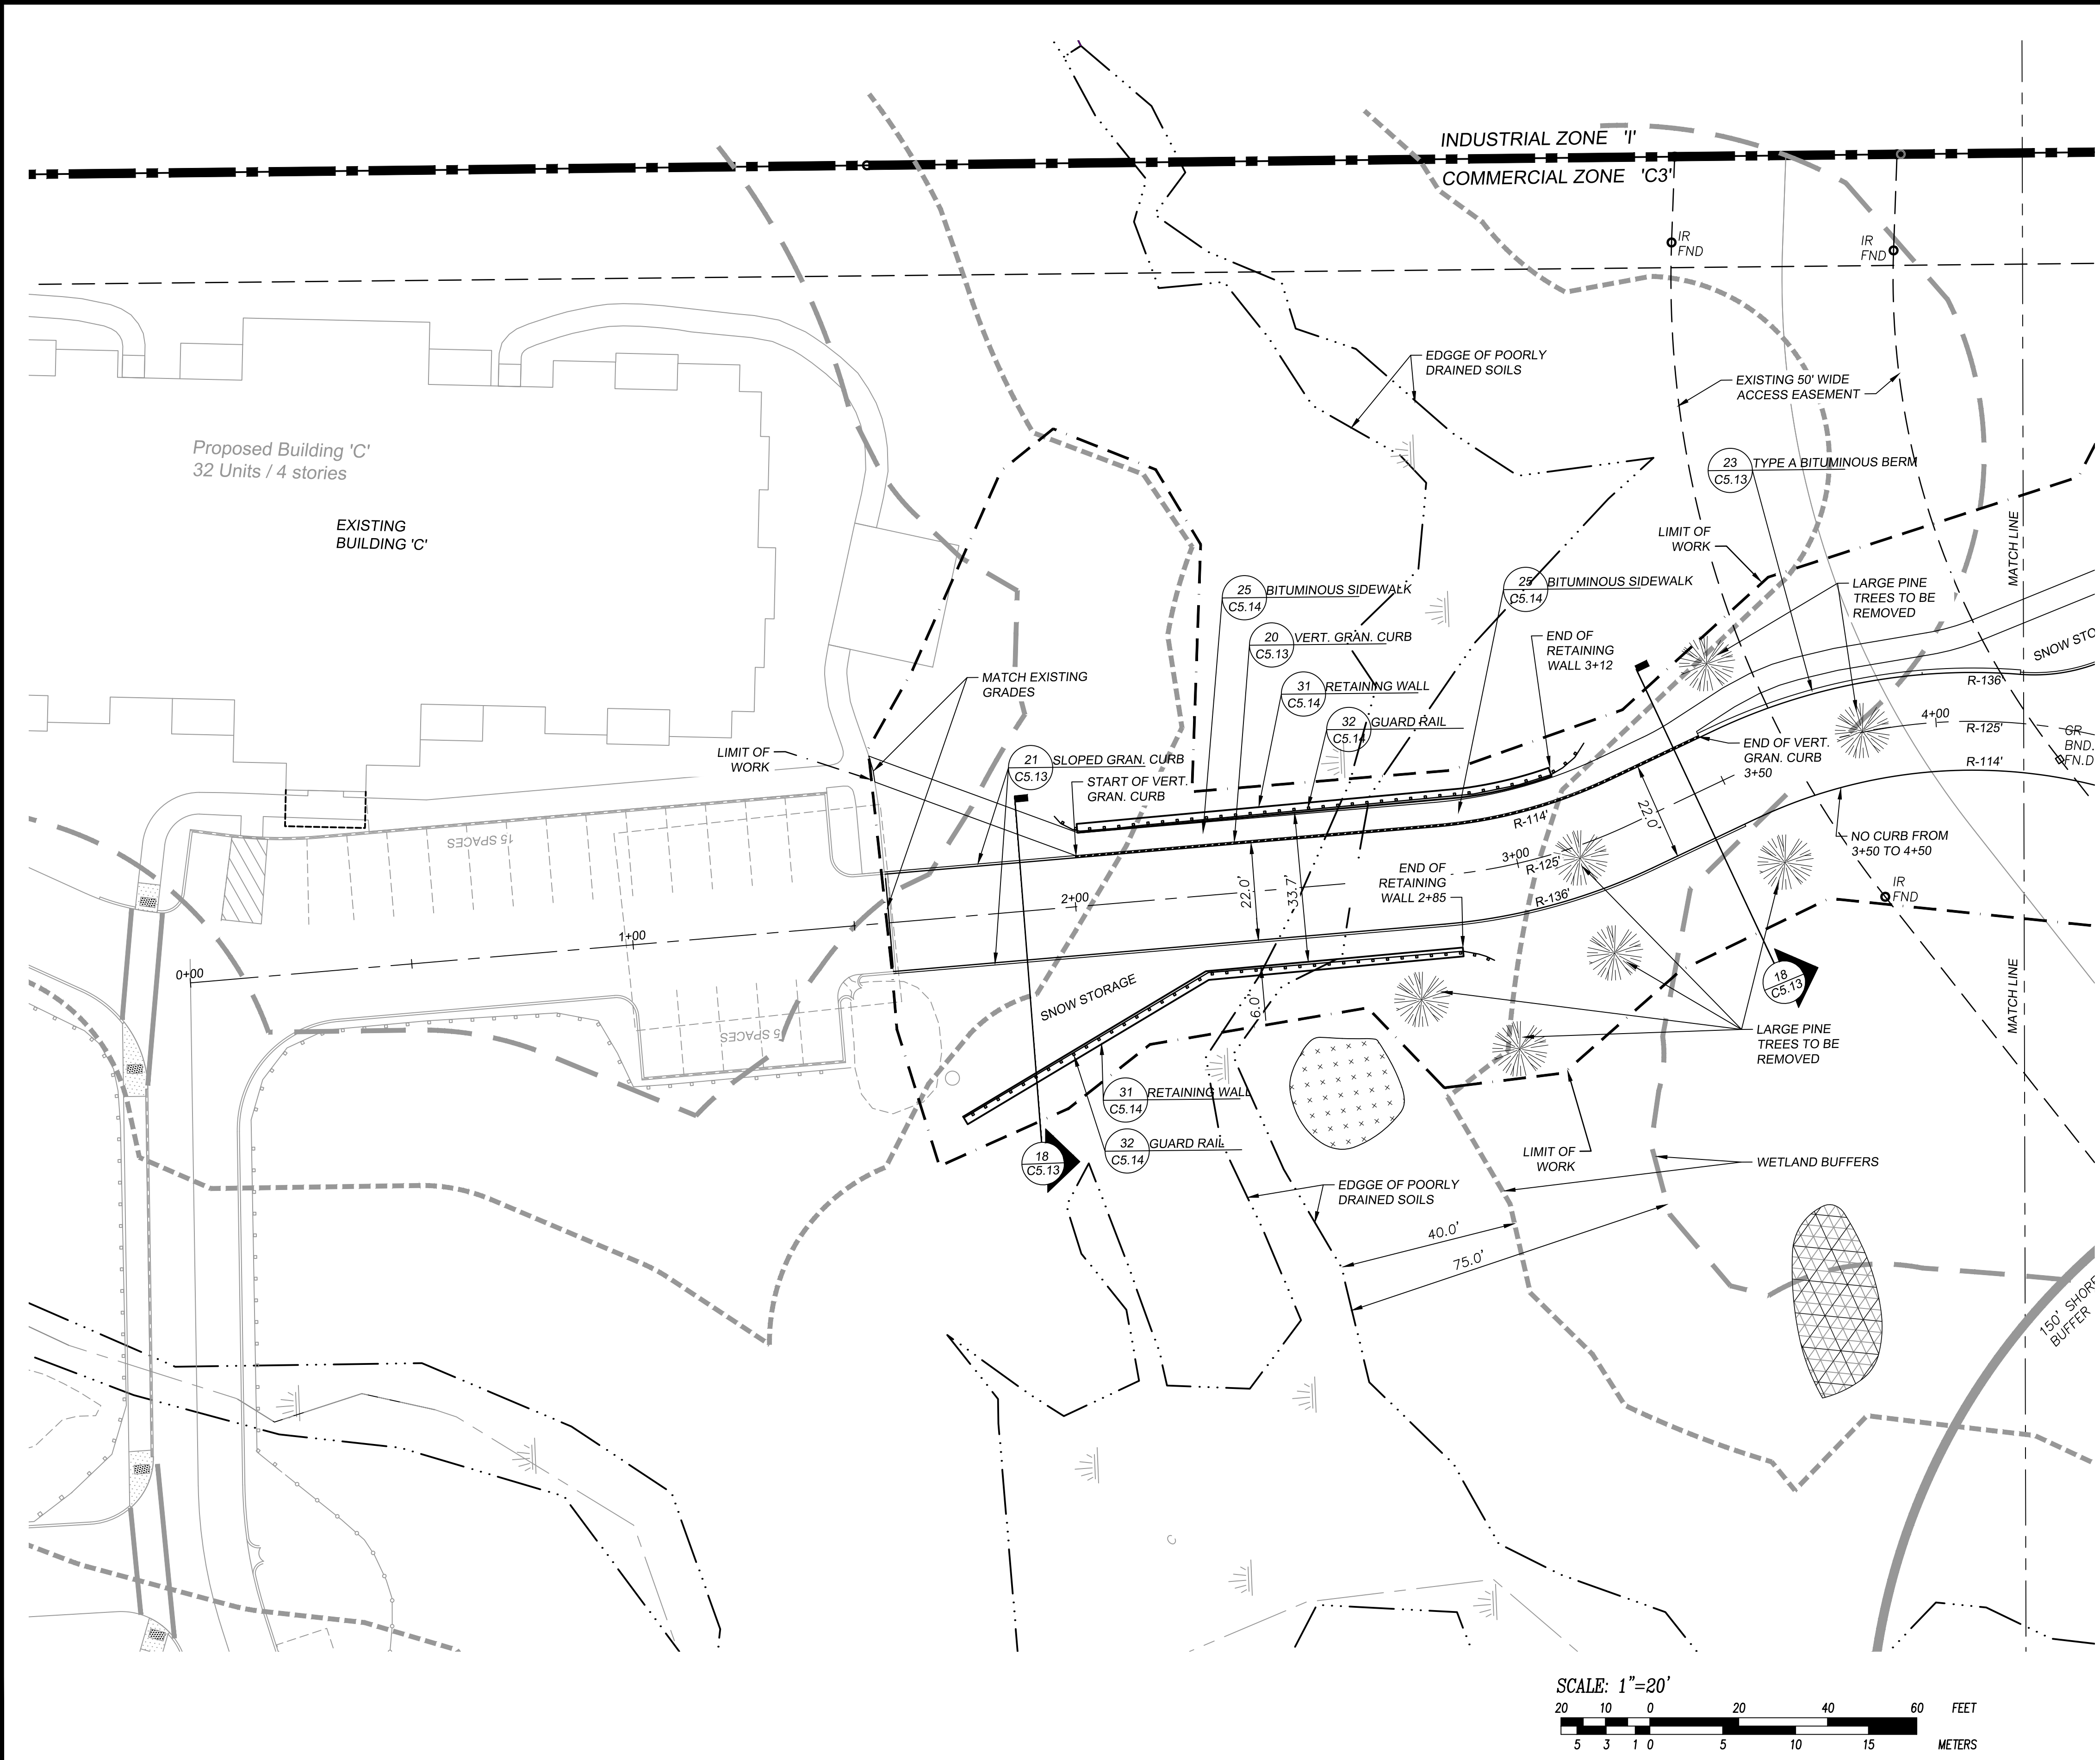 INDUSTRIAL ZONE 'I'
COMMERCIAL ZONE 'C3'
IR
FND
IR
FND
EDGGE OF POORLY
DRAINED SOILS
EXISTING 50' WIDE
ACCESS EASEMENT
Proposed Building 'C'
32 Units / 4 stories
EXISTING
BUILDING 'C'
23
C5.13
TYPE A BITUMINOUS BERM
LIMIT OF
WORK
MATCH LINE
25
C5.14
BITUMINOUS SIDEWALK
25
C5.14
BITUMINOUS SIDEWALK
LARGE PINE
TREES TO BE
REMOVED
20
C5.13
VERT. GRAN. CURB
END OF
RETAINING
WALL 3+12
SNOW STO
MATCH EXISTING
GRADES
31
C5.14
RETAINING WALL
R-136'
32
C5.14
GUARD RAIL
4+00
R-125'
GR
BND.
FN.D
LIMIT OF
WORK
21
C5.13
SLOPED GRAN. CURB
START OF VERT.
GRAN. CURB
END OF VERT.
GRAN. CURB
3+50
R-114'
22.0'
R-114'
15 SPACES
NO CURB FROM
3+50 TO 4+50
3+00
R-125'
END OF
RETAINING
WALL 2+85
R-136'
IR
FND
2+00
22.0'
33.7'
1+00
0+00
18
C5.13
MATCH LINE
SNOW STORAGE
6.0'
5 SPACES
LARGE PINE
TREES TO BE
REMOVED
31
C5.14
RETAINING WALL
32
C5.14
GUARD RAIL
18
C5.13
LIMIT OF
WORK
WETLAND BUFFERS
EDGGE OF POORLY
DRAINED SOILS
40.0'
75.0'
150' SHORE
BUFFER
C
SCALE: 1"=20'
20 10 0 20 40 60 FEET
5 3 1 0 5 10 15 METERS